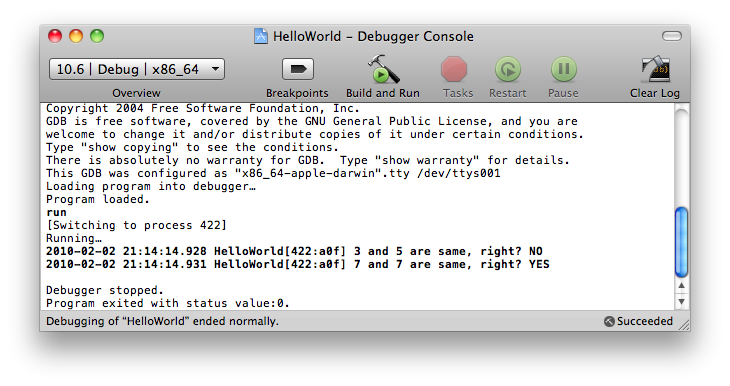 HelloWorld – Debugger Console
10.6 | Debug | x86_64
Overview
Breakpoints
Build and Run
Tasks
Restart
Pause
Clear Log
Copyright 2004 Free Software Foundation, Inc.
GDB is free software, covered by the GNU General Public License, and you are
welcome to change it and/or distribute copies of it under certain conditions.
Type "show copying" to see the conditions.
There is absolutely no warranty for GDB.  Type "show warranty" for details.
This GDB was configured as "x86_64-apple-darwin".tty /dev/ttys001
Loading program into debugger…
Program loaded.
run
[Switching to process 422]
Running…
2010-02-02 21:14:14.928 HelloWorld[422:a0f] 3 and 5 are same, right? NO
2010-02-02 21:14:14.931 HelloWorld[422:a0f] 7 and 7 are same, right? YES
Debugger stopped.
Program exited with status value:0.
Debugging of “HelloWorld” ended normally.
Succeeded